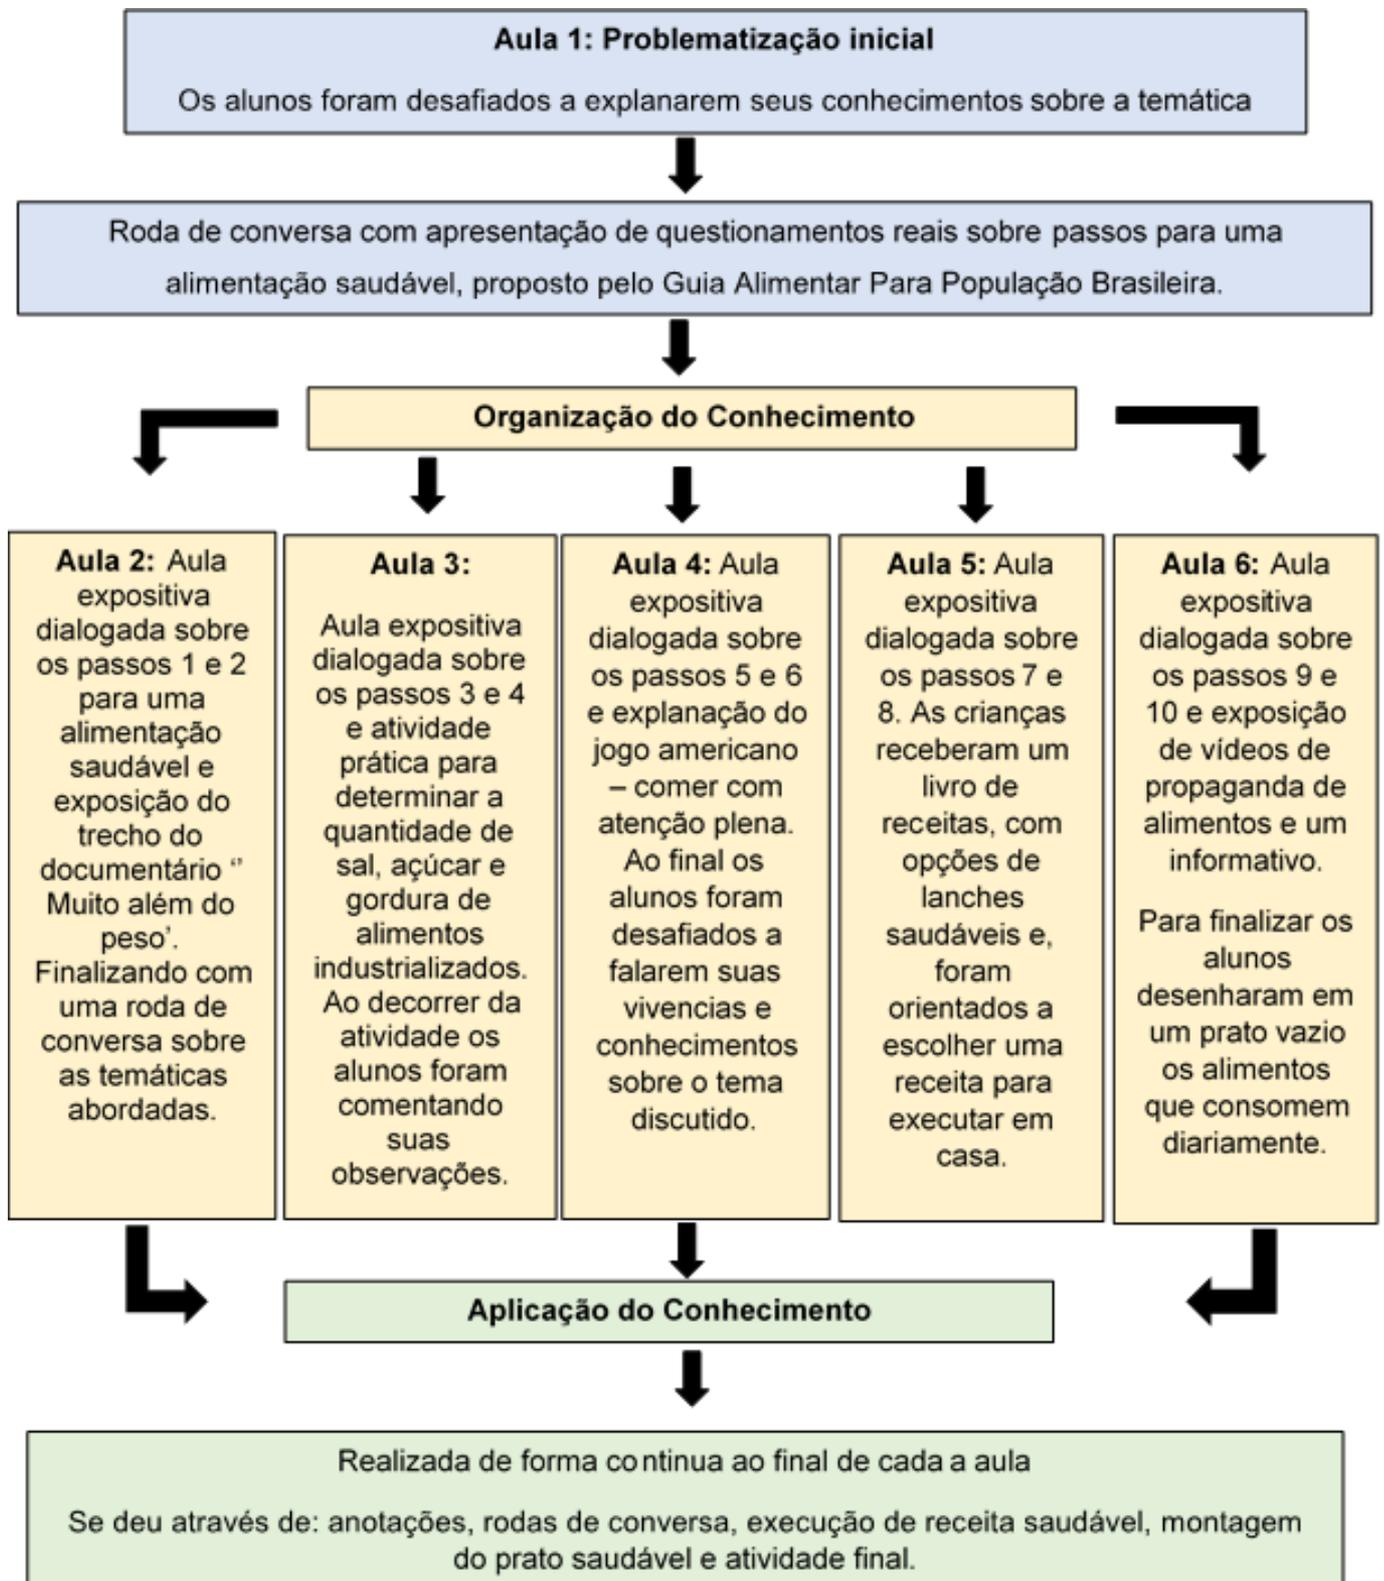 Aula 1: Problematização inicial
Os alunos foram desafiados a explanarem seus conhecimentos sobre a temática
Roda de conversa com apresentação de questionamentos reais sobre passos para uma
alimentação saudável, proposto pelo Guia Alimentar Para População Brasileira.
Organização do Conhecimento
Aula 2: Aula
expositiva
dialogada sobre
os passos 1 e 2
para uma
alimentação
saudável e
exposição do
trecho do
documentário ‘’
Muito além do
peso’.
Finalizando com
uma roda de
conversa sobre
as temáticas
abordadas.
Aula 3:
Aula expositiva
dialogada sobre
os passos 3 e 4
e atividade
prática para
determinar a
quantidade de
sal, açúcar e
gordura de
alimentos
industrializados.
Ao decorrer da
atividade os
alunos foram
comentando
suas
observações.
Aula 4: Aula
expositiva
dialogada sobre
os passos 5 e 6
e explanação do
jogo americano
– comer com
atenção plena.
Ao final os
alunos foram
desafiados a
falarem suas
vivencias e
conhecimentos
sobre o tema
discutido.
Aula 5: Aula
expositiva
dialogada sobre
os passos 7 e
8. As crianças
receberam um
livro de
receitas, com
opções de
lanches
saudáveis e,
foram
orientados a
escolher uma
receita para
executar em
casa.
Aula 6: Aula
expositiva
dialogada sobre
os passos 9 e
10 e exposição
de vídeos de
propaganda de
alimentos e um
informativo.
Para finalizar os
alunos
desenharam em
um prato vazio
os alimentos
que consomem
diariamente.
Aplicação do Conhecimento
Realizada de forma continua ao final de cada a aula
Se deu através de: anotações, rodas de conversa, execução de receita saudável, montagem
do prato saudável e atividade final.